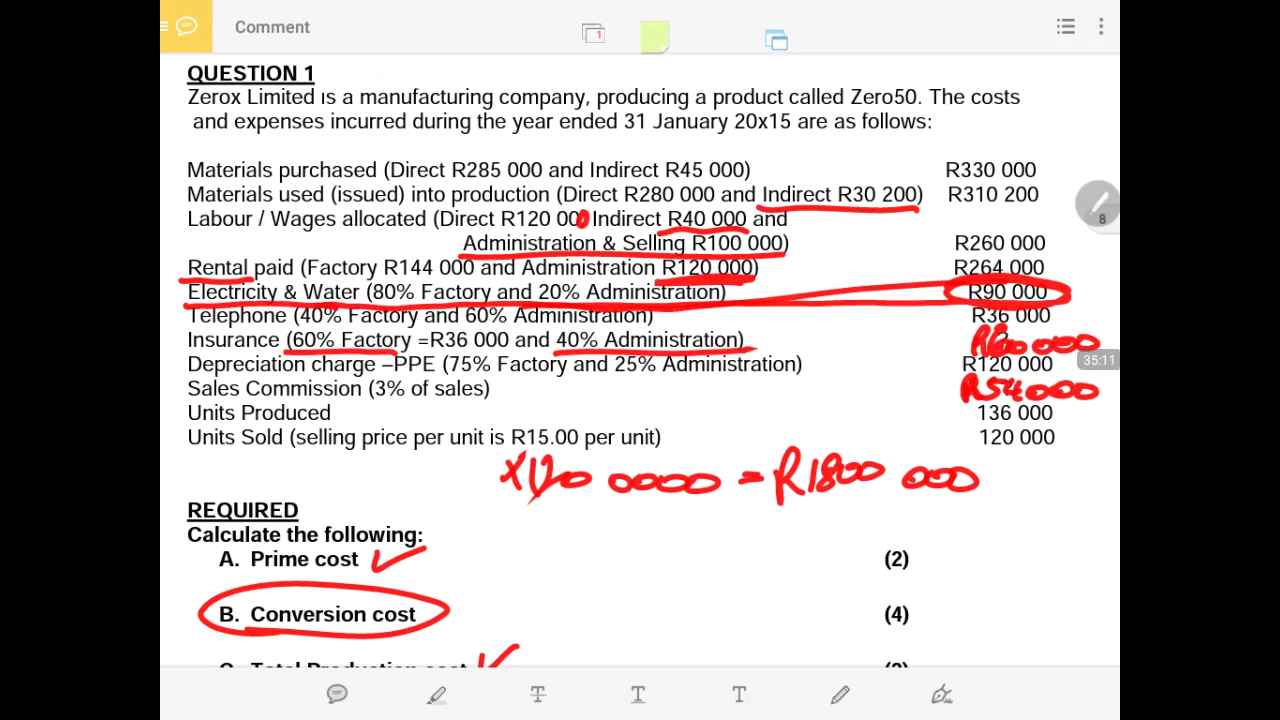 Comment
1
QUESTION 1
Zerox Limited is a manufacturing company, producing a product called Zero50. The costs
and expenses incurred during the year ended 31 January 20x15 are as follows:
Materials purchased (Direct R285 000 and Indirect R45 000) R330 000
Materials used (issued) into production (Direct R280 000 and Indirect R30 200) R310 200
8
Labour / Wages allocated (Direct R120 000 Indirect R40 000 and
Administration & Selling R100 000) R260 000
Rental paid (Factory R144 000 and Administration R120 000) R264 000
Electricity & Water (80% Factory and 20% Administration) R90 000
Telephone (40% Factory and 60% Administration) R36 000
Insurance (60% Factory =R36 000 and 40% Administration) R60 000
35:11
Depreciation charge –PPE (75% Factory and 25% Administration) R120 000
Sales Commission (3% of sales) R54000
Units Produced 136 000
Units Sold (selling price per unit is R15.00 per unit) 120 000
x120 0000 = R1800 000
REQUIRED
Calculate the following:
A. Prime cost (2)
B. Conversion cost (4)
C. Total Production cost
T T T